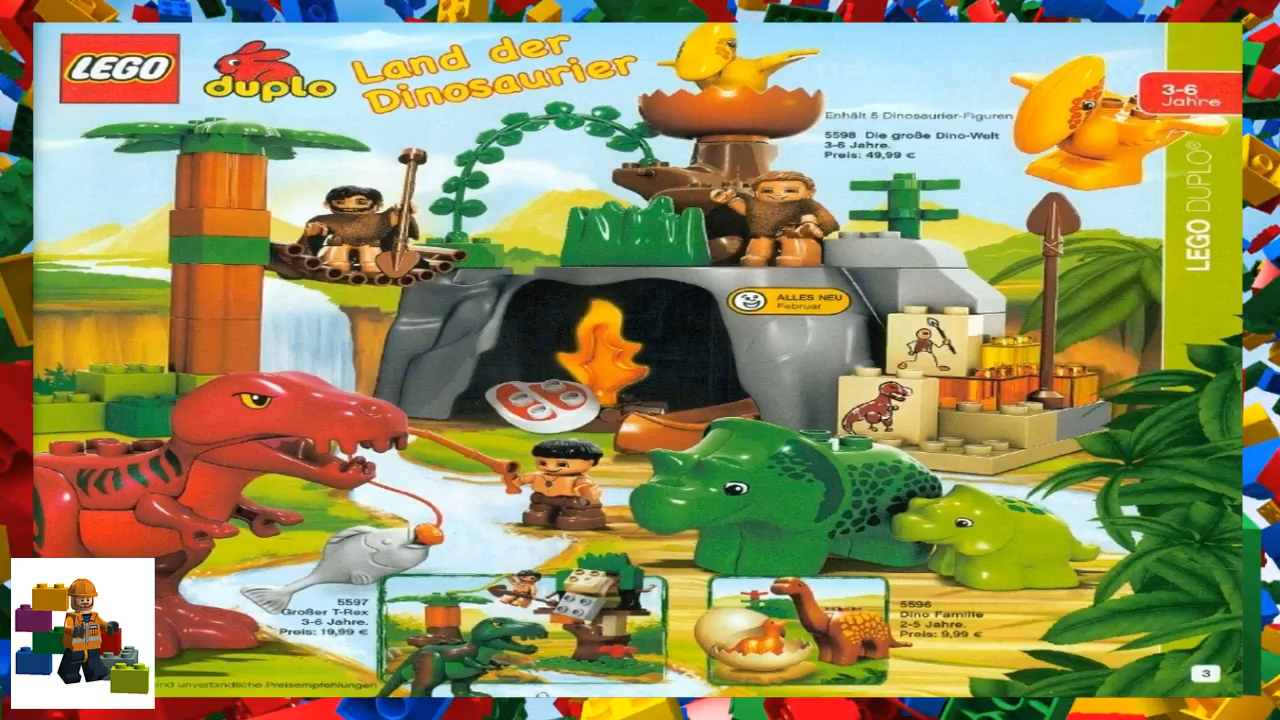 LEGO
duplo
Land der
Dinosaurier
3-6
Jahre
LEGO DUPLO®
Enthält 5 Dinosaurier-Figuren
5598 Die große Dino-Welt
3-6 Jahre.
Preis: 49,99 €
ALLES NEU
Februar
5597
Großer T-Rex
3-6 Jahre.
Preis: 19,99 €
5596
Dino Familie
2-5 Jahre.
Preis: 9,99 €
3
nd unverbindliche Preisempfehlungen